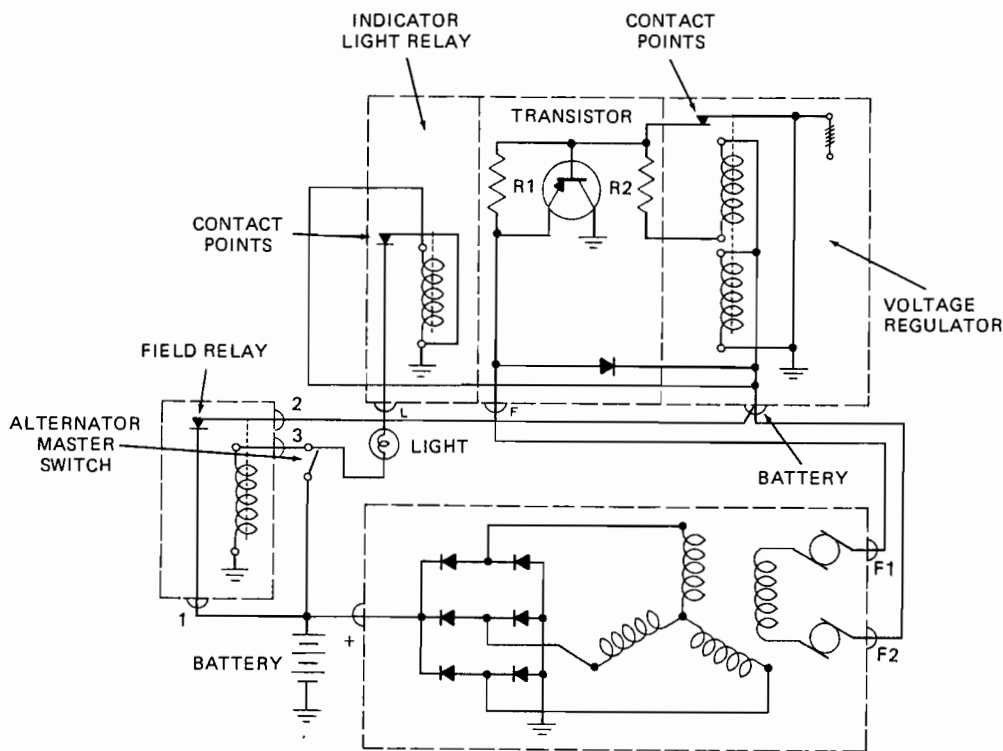 INDICATOR
LIGHT RELAY
CONTACT
POINTS
TRANSISTOR
R1
R2
CONTACT
POINTS
VOLTAGE
REGULATOR
FIELD RELAY
2
L
F
ALTERNATOR
MASTER
SWITCH
3
LIGHT
BATTERY
F1
1
+
BATTERY
F2